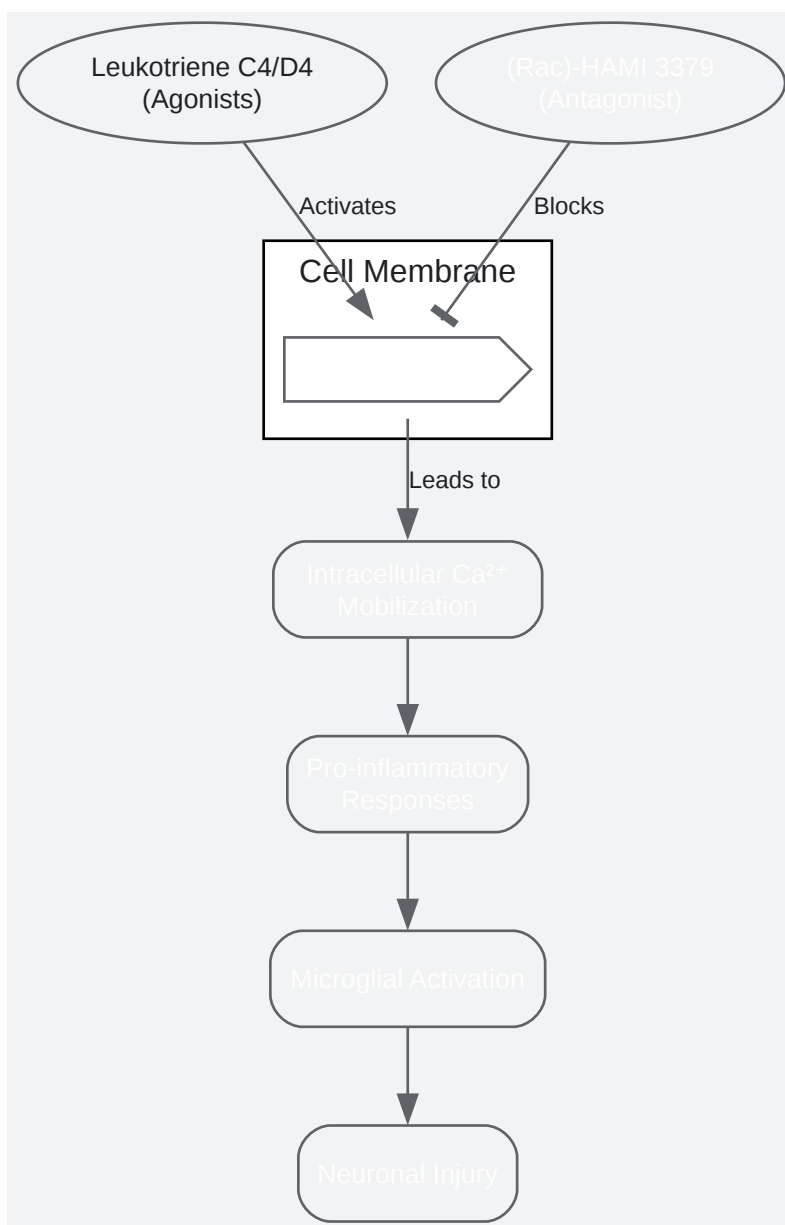 Leukotriene C4/D4
(Agonists)
(Rac)-HAMI 3379
(Antagonist)
Activates
Blocks
Cell Membrane
Leads to
Intracellular Ca²⁺
Mobilization
Pro-inflammatory
Responses
Microglial Activation
Neuronal Injury